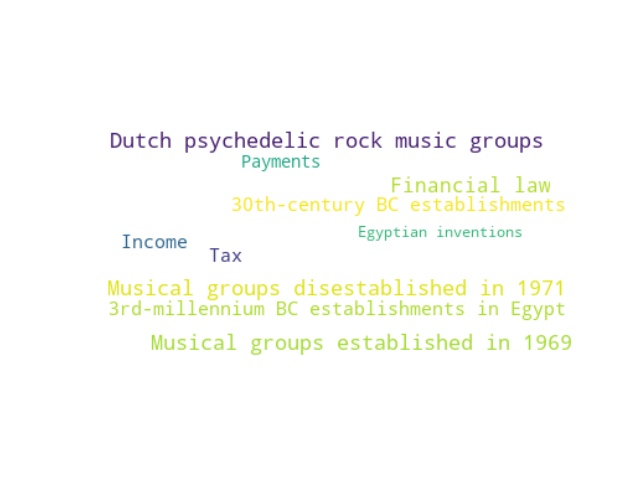 Dutch psychedelic rock music groups
Payments
Financial law
30th-century BC establishments
Egyptian inventions
Income
Tax
Musical groups disestablished in 1971
3rd-millennium BC establishments in Egypt
Musical groups established in 1969